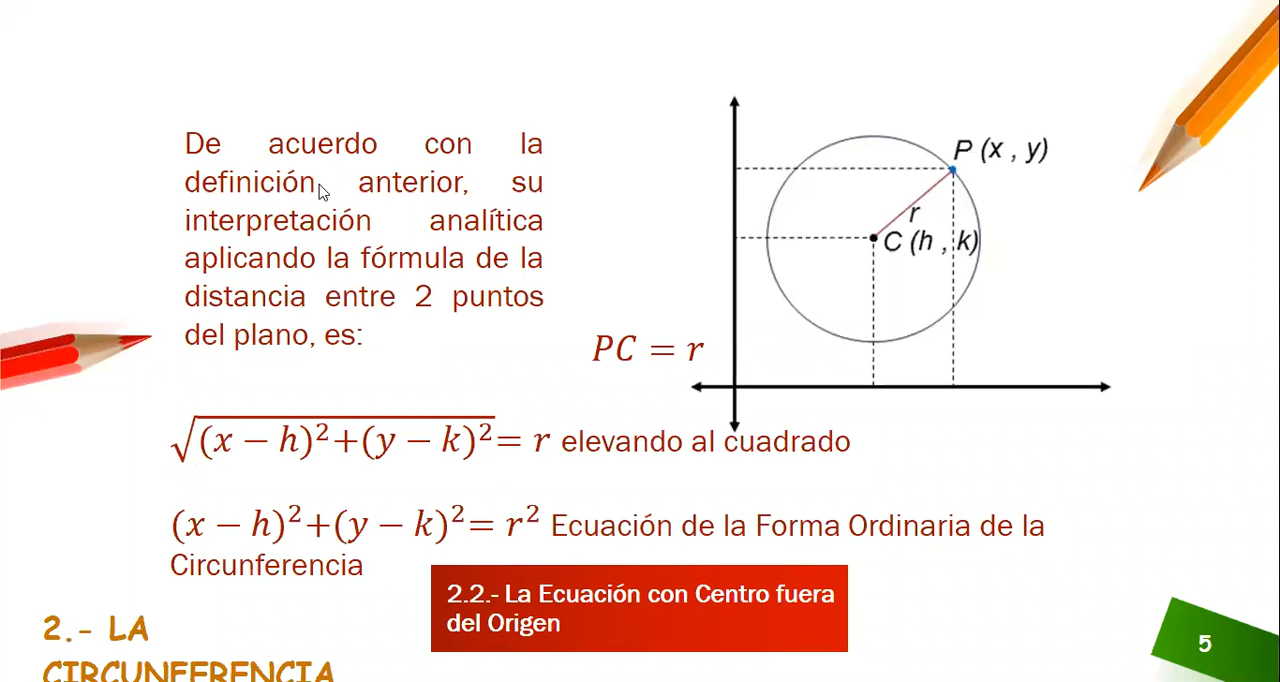 De acuerdo con la
definición anterior, su
interpretación analítica
aplicando la fórmula de la
distancia entre 2 puntos
del plano, es:
P (x , y)
r
C (h , k)
PC = r
√(x − h)²+(y − k)²= r elevando al cuadrado
(x − h)²+(y − k)²= r² Ecuación de la Forma Ordinaria de la
Circunferencia
2.2.- La Ecuación con Centro fuera
del Origen
2.- LA
CIRCUNFERENCIA
5